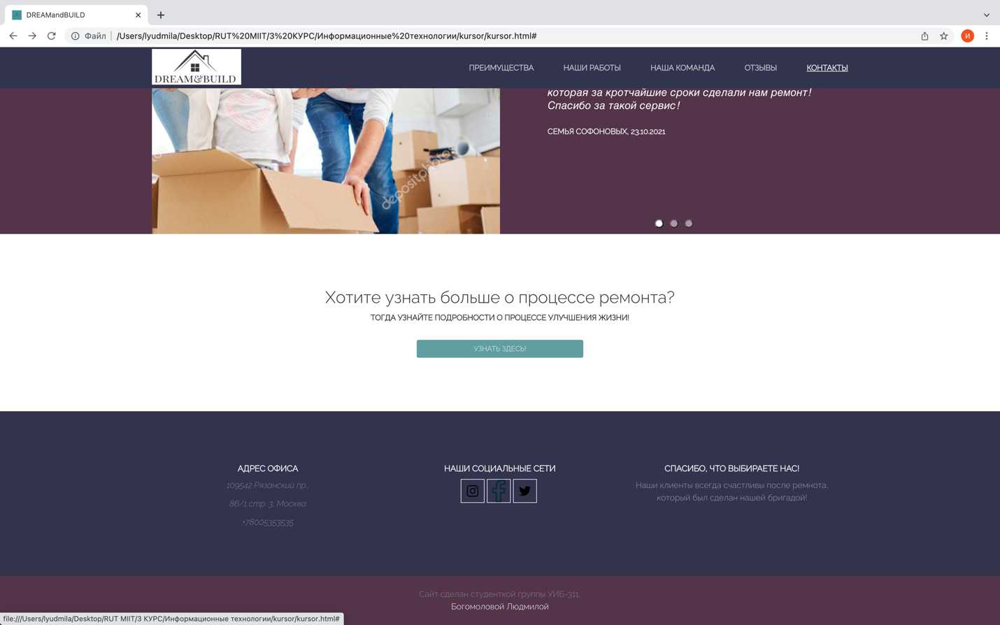 DREAMandBUILD
Файл
/Users/lyudmila/Desktop/RUT%20MIIT/3%20КУРС/Информационные%20технологии/kursor/kursor.html#
И
DREAM&BUILD
ПРЕИМУЩЕСТВА
НАШИ РАБОТЫ
НАША КОМАНДА
ОТЗЫВЫ
КОНТАКТЫ
depositphotos
которая за кротчайшие сроки сделали нам ремонт!
Спасибо за такой сервис!
СЕМЬЯ СОФОНОВЫХ, 23.10.2021
Хотите узнать больше о процессе ремонта?
ТОГДА УЗНАЙТЕ ПОДРОБНОСТИ О ПРОЦЕССЕ УЛУЧШЕНИЯ ЖИЗНИ!
УЗНАТЬ ЗДЕСЬ!
АДРЕС ОФИСА
109542 Рязанский пр.,
86/1 стр. 3, Москва
+78005353535
НАШИ СОЦИАЛЬНЫЕ СЕТИ
СПАСИБО, ЧТО ВЫБИРАЕТЕ НАС!
Наши клиенты всегда счастливы после ремнота,
который был сделан нашей бригадой!
Сайт сделан студенткой группы УИБ-311,
Богомоловой Людмилой
file:///Users/lyudmila/Desktop/RUT MIIT/3 КУРС/Информационные технологии/kursor/kursor.html#